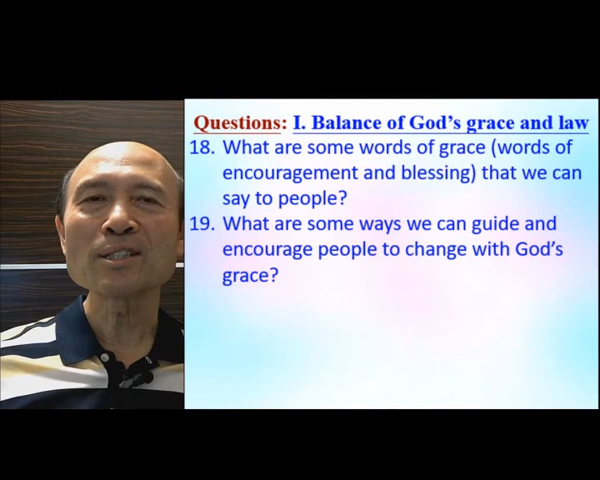 Questions: I. Balance of God's grace and law
18. What are some words of grace (words of
encouragement and blessing) that we can
say to people?
19. What are some ways we can guide and
encourage people to change with God's
grace?